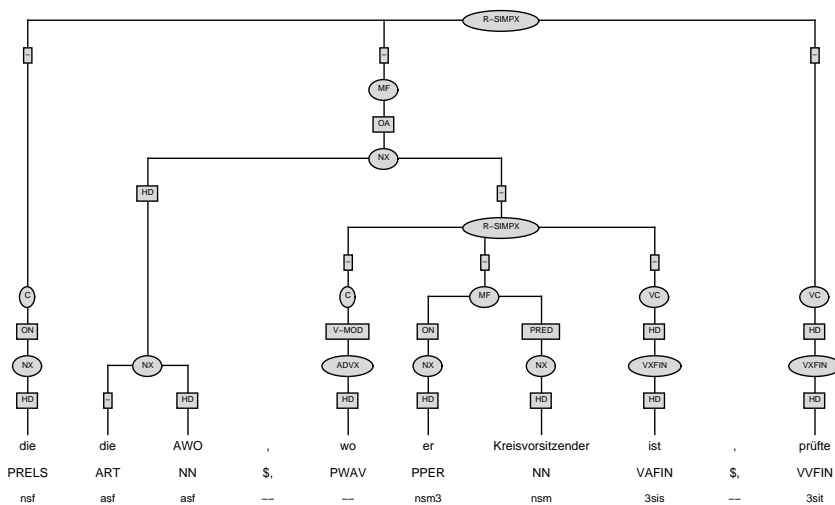 R–SIMPX
– – –
MF
OA
NX
HD –
R–SIMPX
– – –
C C MF VC VC
ON V–MOD ON PRED HD HD
NX NX ADVX NX NX VXFIN VXFIN
HD – HD HD HD HD HD HD
die die AWO , wo er Kreisvorsitzender ist , prüfte
PRELS ART NN $, PWAV PPER NN VAFIN $, VVFIN
nsf asf asf –– –– nsm3 nsm 3sis –– 3sit